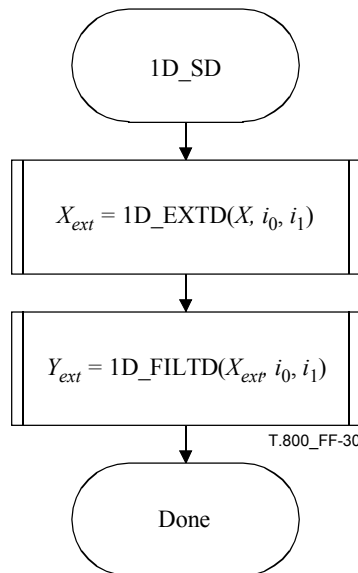 1D_SD
X_ext = 1D_EXTD(X, i_0, i_1)
Y_ext = 1D_FILTD(X_ext, i_0, i_1)
T.800_FF-30
Done